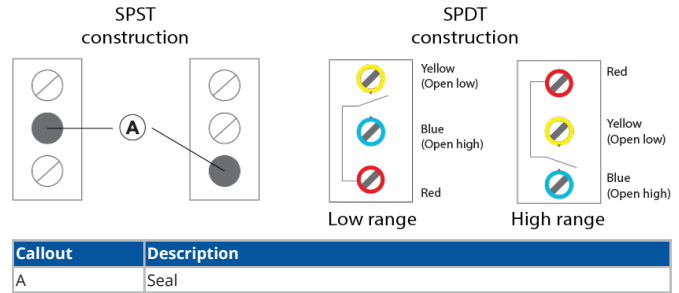 SPST
construction
SPDT
construction
A
Yellow
(Open low)
Blue
(Open high)
Red
Low range
Red
Yellow
(Open low)
Blue
(Open high)
High range
Callout Description
A Seal